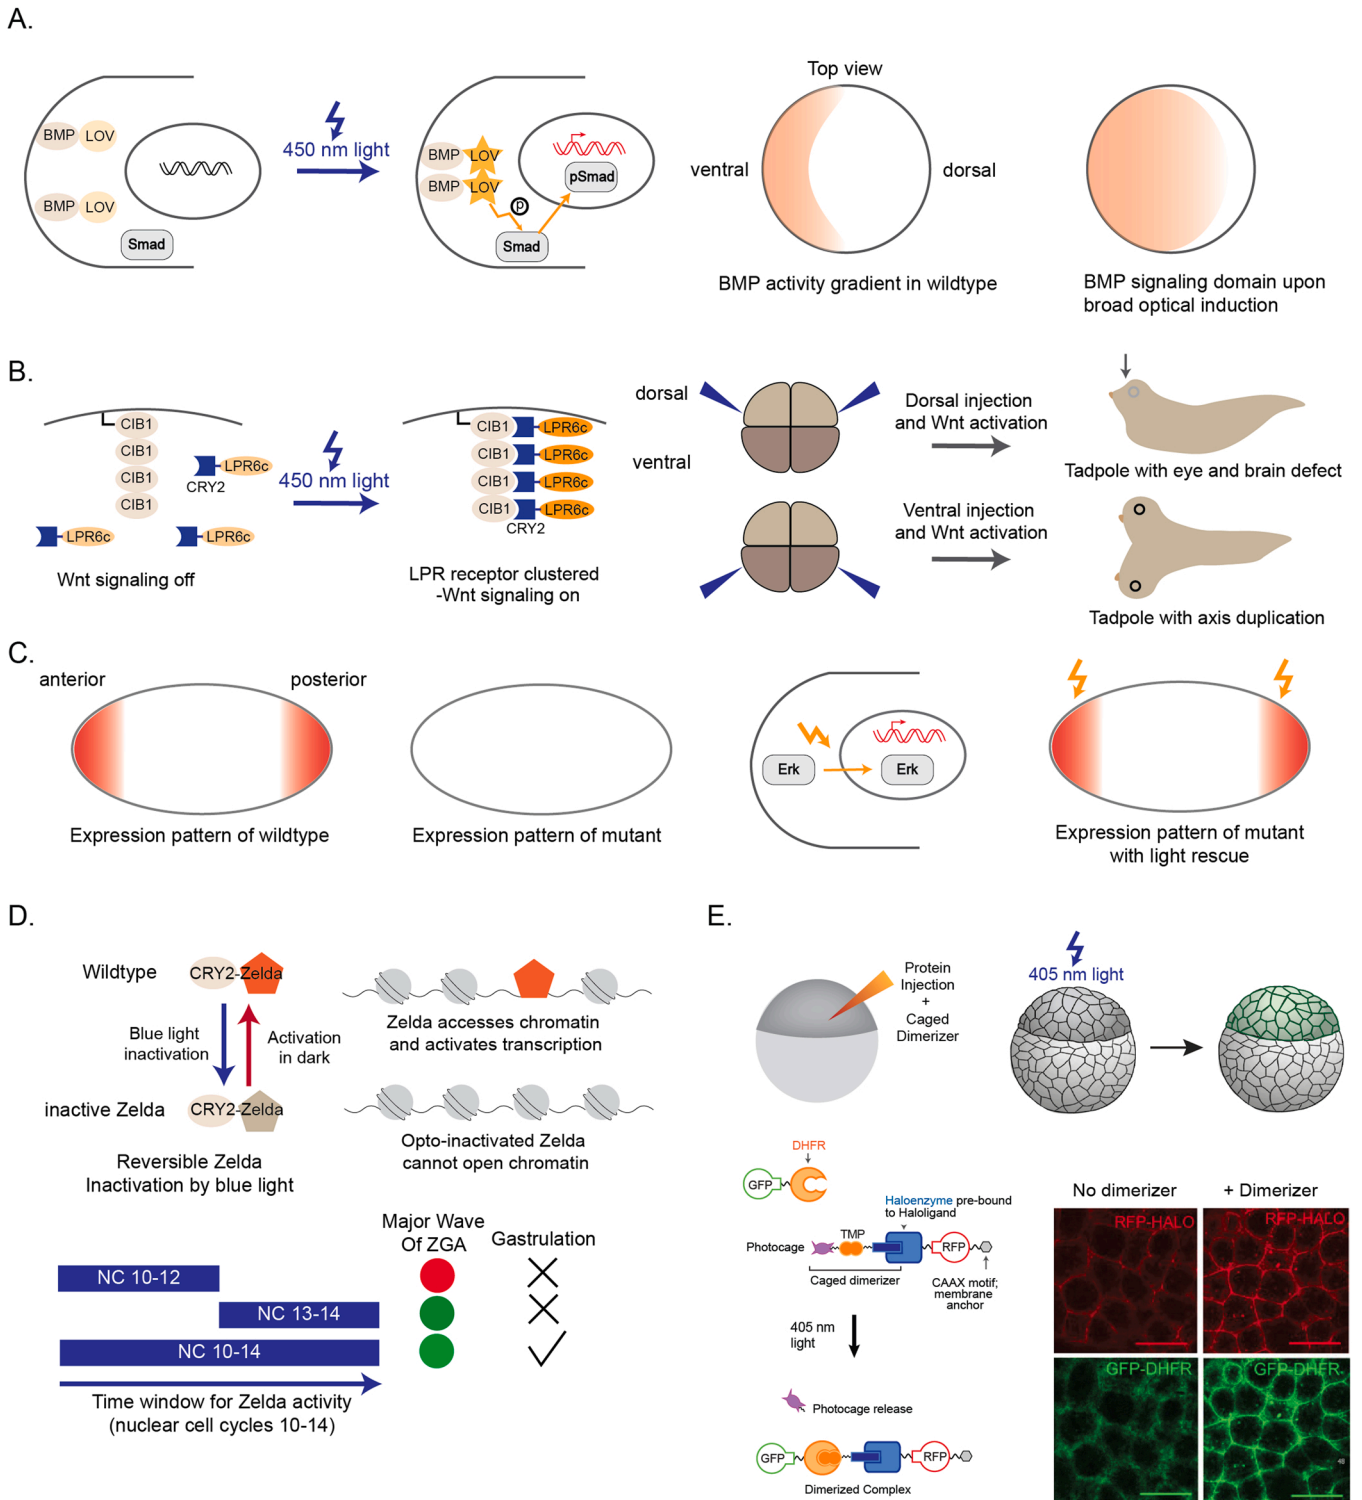 A.
BMP
LOV
BMP
LOV
Smad
450 nm light
BMP
LOV
BMP
LOV
P
Smad
pSmad
Top view
ventral
dorsal
BMP activity gradient in wildtype
BMP signaling domain upon
broad optical induction
B.
CIB1
CIB1
CIB1
CIB1
LPR6c
CRY2
LPR6c
LPR6c
Wnt signaling off
450 nm light
CIB1
LPR6c
CIB1
LPR6c
CIB1
LPR6c
CIB1
LPR6c
CRY2
LPR receptor clustered
-Wnt signaling on
dorsal
ventral
Dorsal injection
and Wnt activation
Tadpole with eye and brain defect
Ventral injection
and Wnt activation
Tadpole with axis duplication
C.
anterior
posterior
Expression pattern of wildtype
Expression pattern of mutant
Erk
Erk
Expression pattern of mutant
with light rescue
D.
Wildtype
CRY2-Zelda
Blue light
inactivation
Activation
in dark
inactive Zelda
CRY2-Zelda
Reversible Zelda
Inactivation by blue light
Zelda accesses chromatin
and activates transcription
Opto-inactivated Zelda
cannot open chromatin
Major Wave
Of ZGA
Gastrulation
NC 10-12
NC 13-14
NC 10-14
Time window for Zelda activity
(nuclear cell cycles 10-14)
E.
Protein
Injection
+
Caged
Dimerizer
405 nm light
DHFR
GFP
Haloenzyme pre-bound
to Haloligand
Photocage
TMP
RFP
Caged dimerizer
CAAX motif;
membrane
anchor
405 nm
light
Photocage release
GFP
RFP
Dimerized Complex
No dimerizer
+ Dimerizer
RFP-HALO
RFP-HALO
GFP-DHFR
GFP-DHFR
48